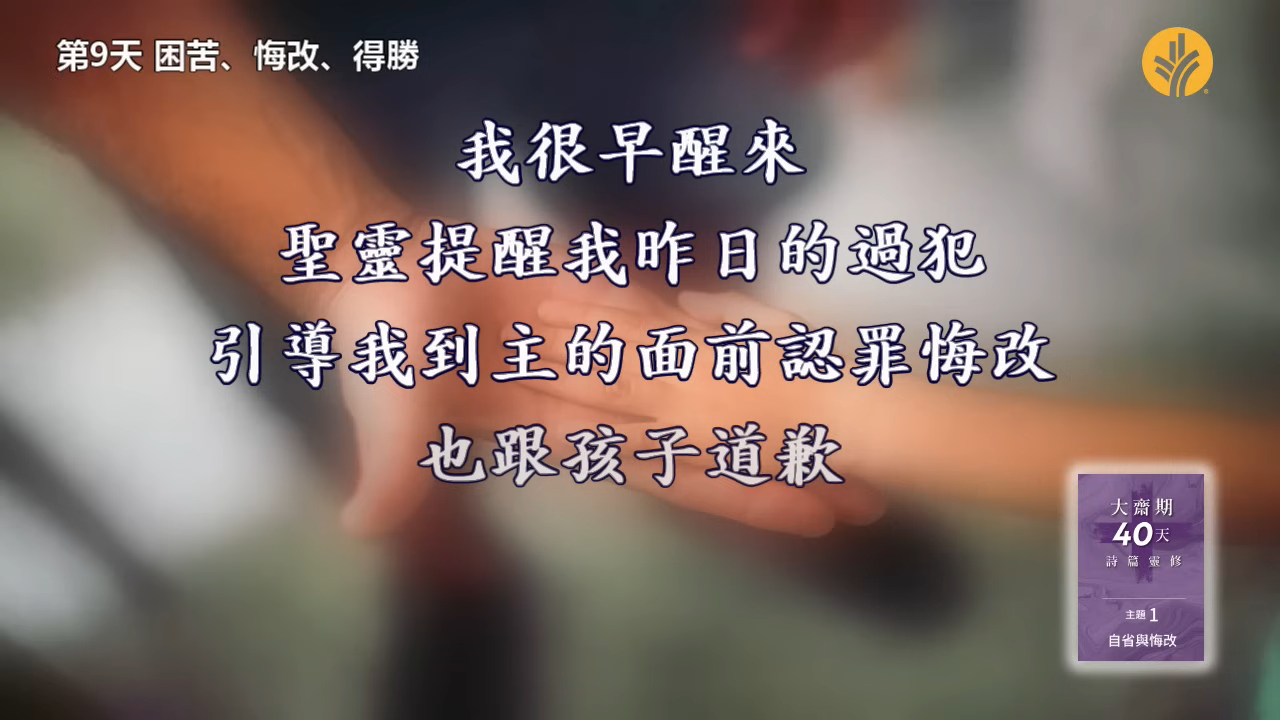 第9天 困苦、悔改、得勝
我很早醒來
聖靈提醒我昨日的過犯
引導我到主的面前認罪悔改
也跟孩子道歉
大齋期
40天
詩篇靈修
主題1
自省與悔改